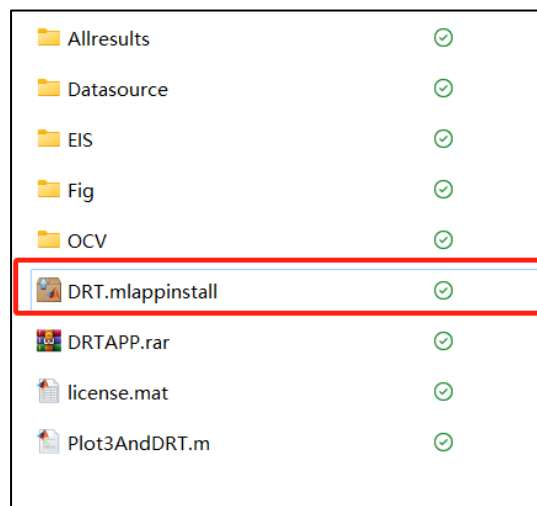 Allresults
Datasource
EIS
Fig
OCV
DRT.mlappinstall
DRTAPP.rar
license.mat
Plot3AndDRT.m